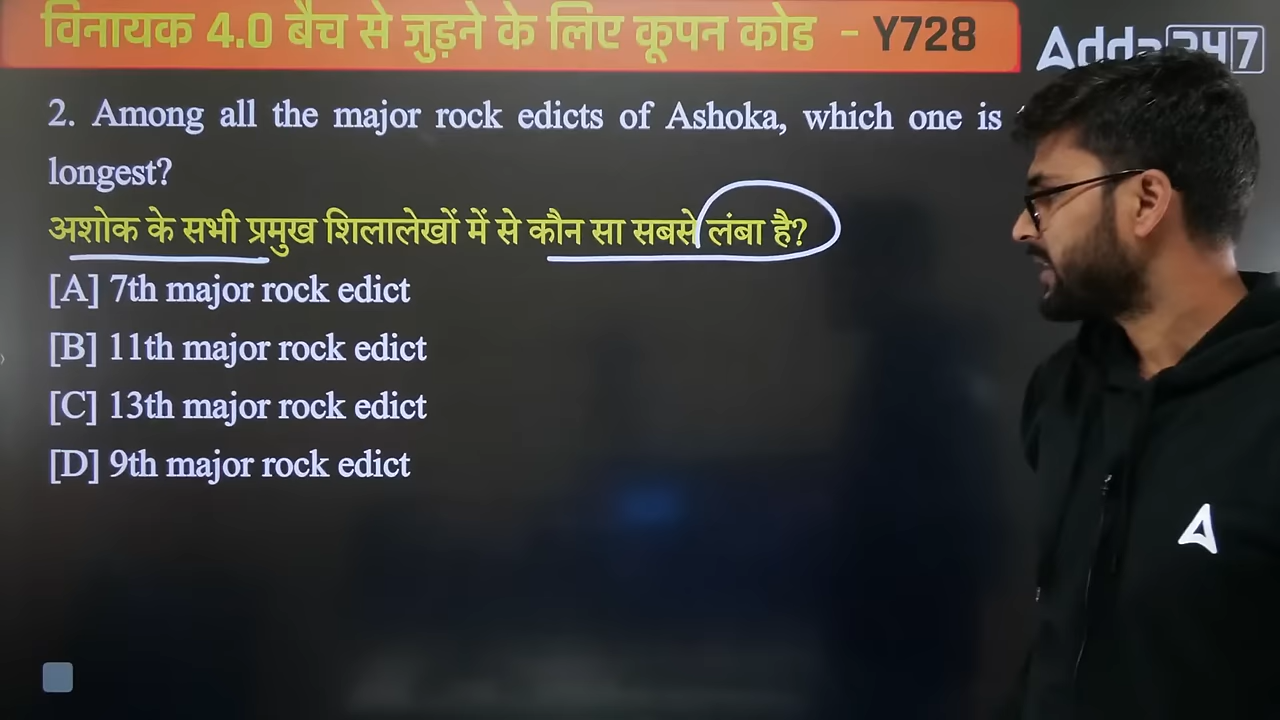 विनायक 4.0 बैच से जुड़ने के लिए कूपन कोड - Y728
Adda247
2. Among all the major rock edicts of Ashoka, which one is
longest?
अशोक के सभी प्रमुख शिलालेखों में से कौन सा सबसे लंबा है?
[A] 7th major rock edict
[B] 11th major rock edict
[C] 13th major rock edict
[D] 9th major rock edict